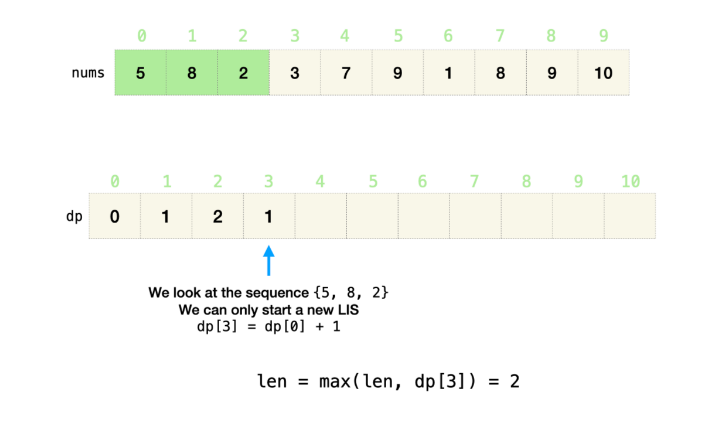 0 1 2 3 4 5 6 7 8 9
nums 5 8 2 3 7 9 1 8 9 10
0 1 2 3 4 5 6 7 8 9 10
dp 0 1 2 1
We look at the sequence {5, 8, 2}
We can only start a new LIS
dp[3] = dp[0] + 1
len = max(len, dp[3]) = 2